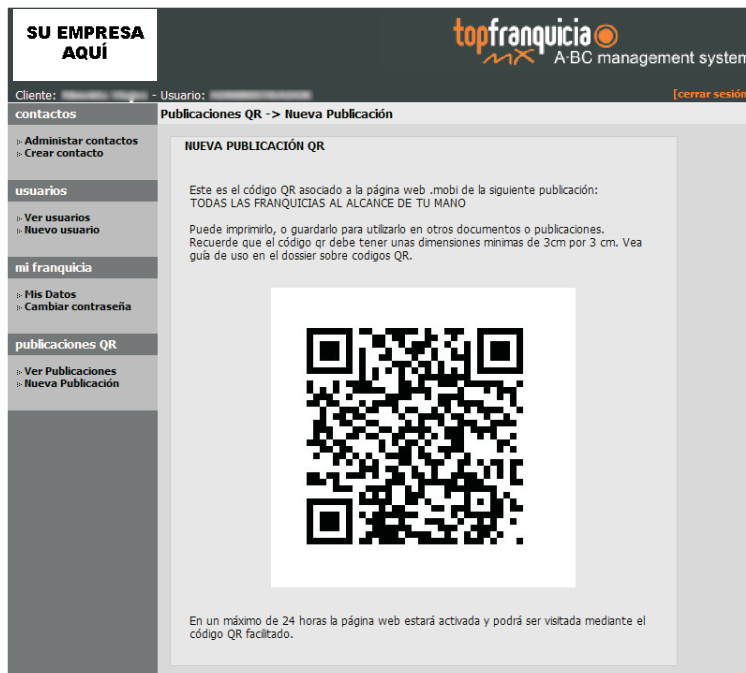 SU EMPRESA
AQUÍ
topfranquicia
mx A·BC management system
Cliente: - Usuario:
[cerrar sesión
contactos
Administar contactos
Crear contacto
usuarios
Ver usuarios
Nuevo usuario
mi franquicia
Mis Datos
Cambiar contraseña
publicaciones QR
Ver Publicaciones
Nueva Publicación
Publicaciones QR -> Nueva Publicación
NUEVA PUBLICACIÓN QR
Este es el código QR asociado a la página web .mobi de la siguiente publicación:
TODAS LAS FRANQUICIAS AL ALCANCE DE TU MANO
Puede imprimirlo, o guardarlo para utilizarlo en otros documentos o publicaciones.
Recuerde que el código qr debe tener unas dimensiones minimas de 3cm por 3 cm. Vea
guía de uso en el dossier sobre codigos QR.
En un máximo de 24 horas la página web estará activada y podrá ser visitada mediante el
código QR facilitado.